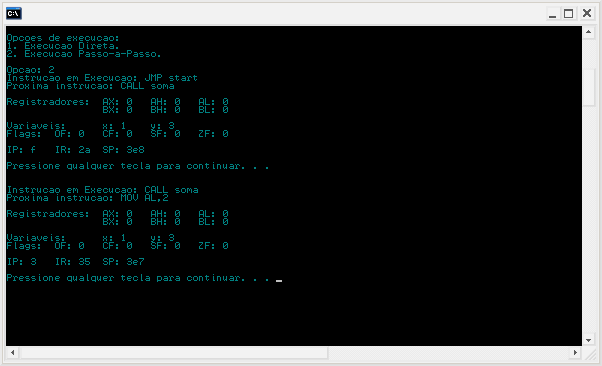 C:\
Opcoes de execucao:
1. Execucao Direta.
2. Execucao Passo-a-Passo.
Opcao: 2
Instrucao em Execucao: JMP start
Proxima instrucao: CALL soma
Registradores: AX: 0 AH: 0 AL: 0
BX: 0 BH: 0 BL: 0
Variaveis: x: 1 y: 3
Flags: OF: 0 CF: 0 SF: 0 ZF: 0
IP: f IR: 2a SP: 3e8
Pressione qualquer tecla para continuar. . .
Instrucao em Execucao: CALL soma
Proxima instrucao: MOV AL,2
Registradores: AX: 0 AH: 0 AL: 0
BX: 0 BH: 0 BL: 0
Variaveis: x: 1 y: 3
Flags: OF: 0 CF: 0 SF: 0 ZF: 0
IP: 3 IR: 35 SP: 3e7
Pressione qualquer tecla para continuar. . . _